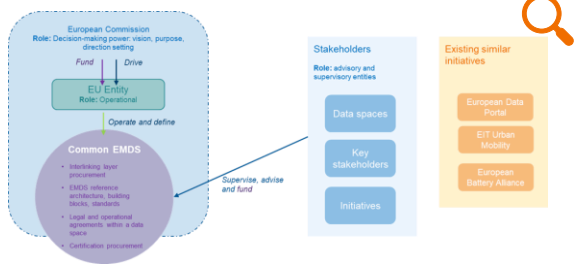 European Commission
Role: Decision-making power: vision, purpose,
direction setting
Fund
Drive
EU Entity
Role: Operational
Operate and define
Common EMDS
• Interlinking layer
procurement
• EMDS reference
architecture, building
blocks, standards
• Legal and operational
agreements within a data
space
• Certification procurement
Supervise, advise
and fund
Stakeholders
Role: advisory and
supervisory entities
Data spaces
Key
stakeholders
Initiatives
Existing similar
initiatives
European Data
Portal
EIT Urban
Mobility
European
Battery Alliance